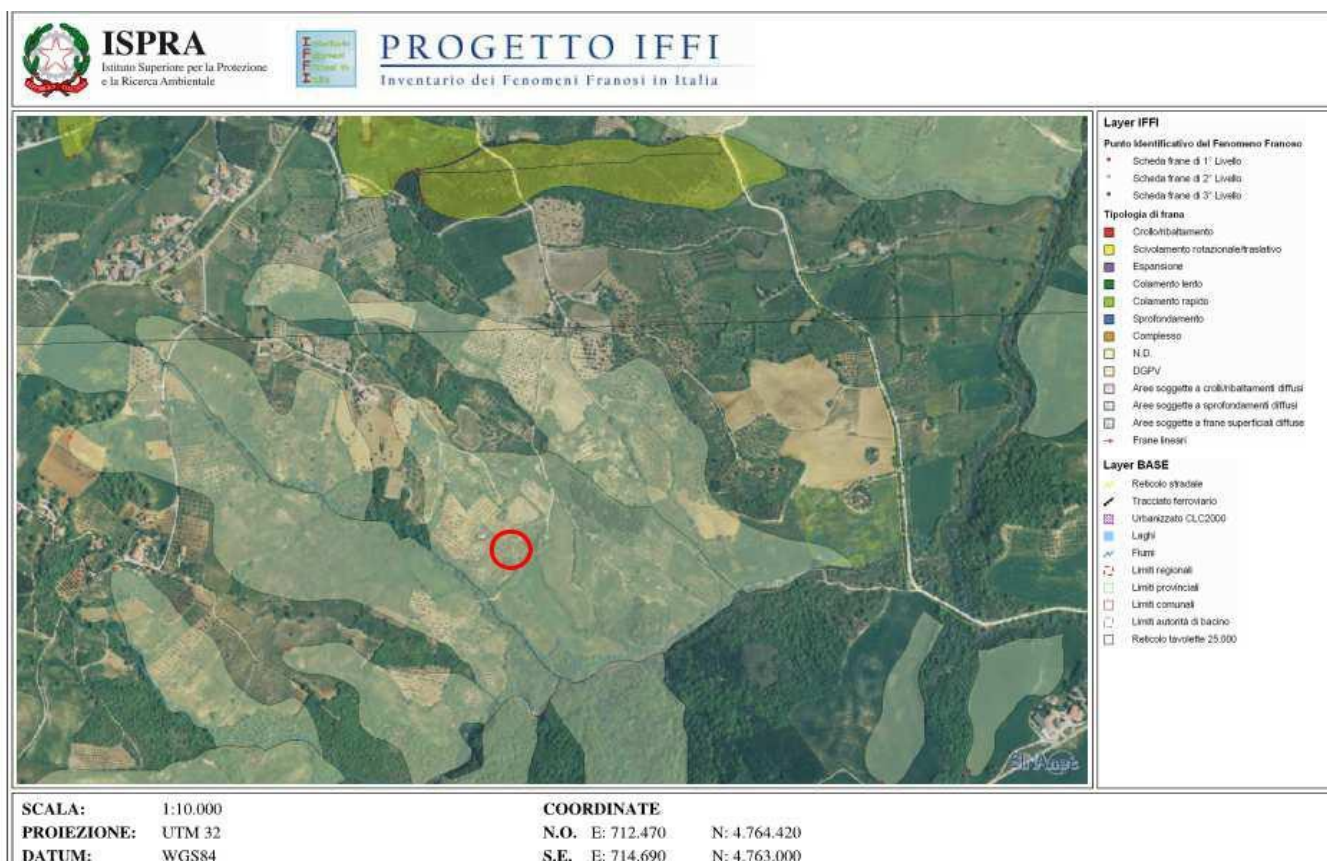 ISPRA
Istituto Superiore per la Protezione
e la Ricerca Ambientale
PROGETTO IFFI
Inventario dei Fenomeni Franosi in Italia
Layer IFFI
Punto Identificativo del Fenomeno Franoso
Scheda frane di 1° Livello
Scheda frane di 2° Livello
Scheda frane di 3° Livello
Tipologia di frana
Crollo/ribaltamento
Scivolamento rotazionale/traslativo
Espansione
Colamento lento
Colamento rapido
Sprofondamento
Complesso
N.D.
DGPV
Aree soggette a crolli/ribaltamenti diffusi
Aree soggette a sprofondamenti diffusi
Aree soggette a frane superficiali diffuse
Frane lineari
Layer BASE
Reticolo stradale
Tracciato ferroviario
Urbanizzato CLC2000
Laghi
Fiumi
Limiti regionali
Limiti provinciali
Limiti comunali
Limiti autorità di bacino
Reticolo tavolette 25.000
SINAnet
SCALA: 1:10.000
PROIEZIONE: UTM 32
DATUM: WGS84
COORDINATE
N.O. E: 712.470 N: 4.764.420
S.E. E: 714.690 N: 4.763.000